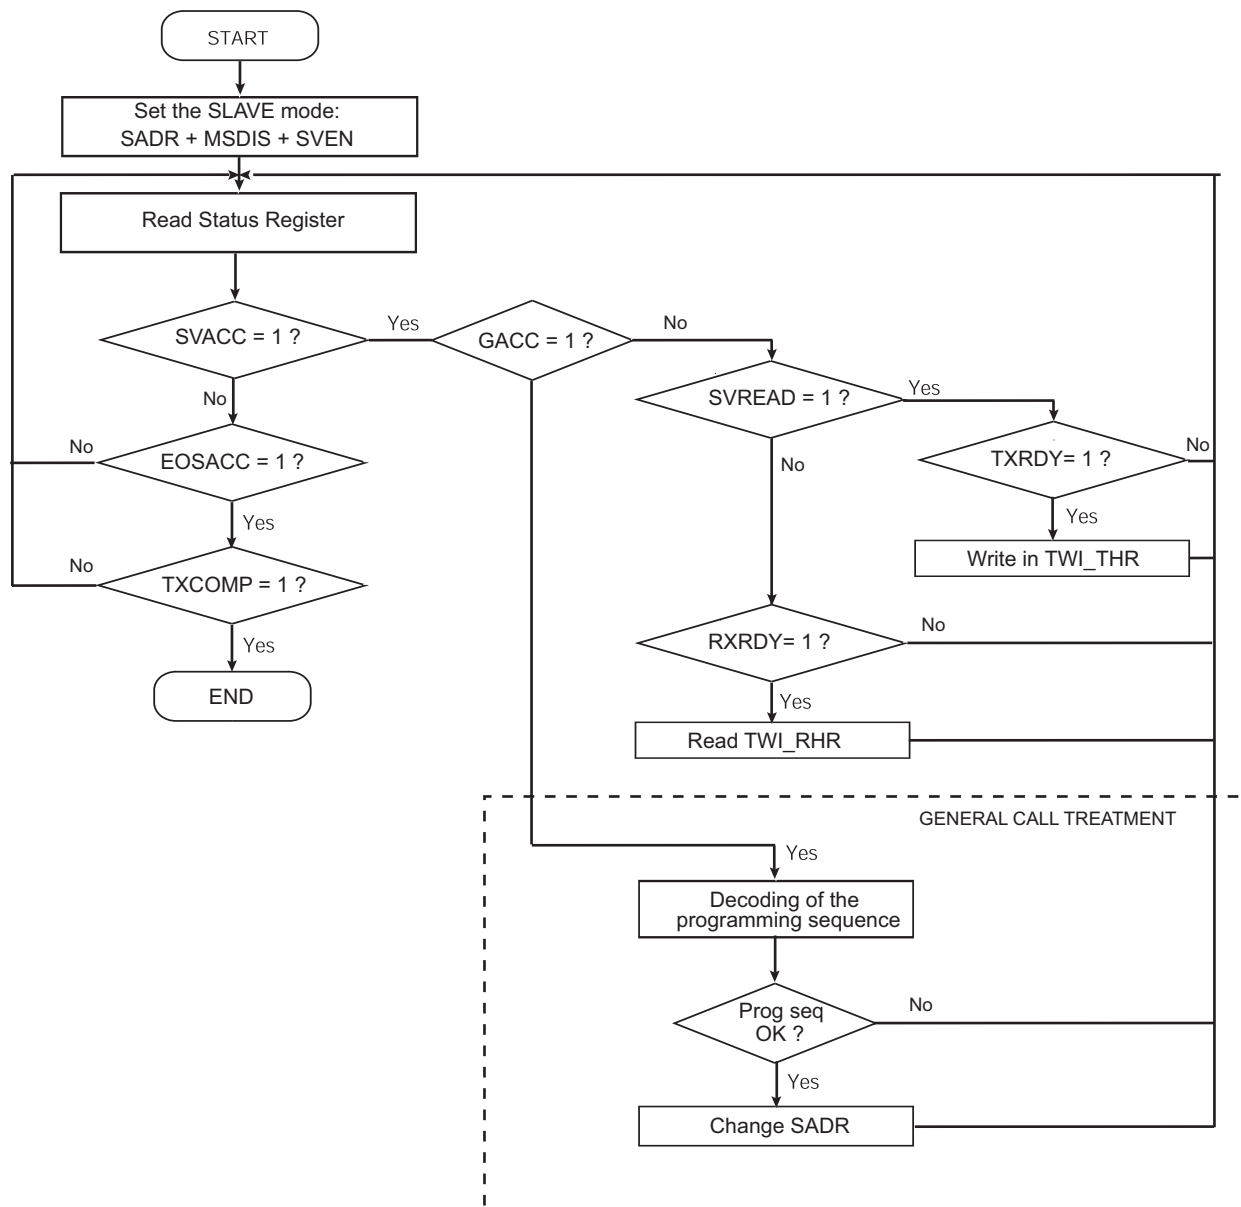 START
Set the SLAVE mode:
SADR + MSDIS + SVEN
Read Status Register
SVACC = 1 ?
Yes
GACC = 1 ?
No
SVREAD = 1 ?
Yes
No
No
EOSACC = 1 ?
No
TXRDY= 1 ?
No
Yes
Yes
Write in TWI_THR
No
TXCOMP = 1 ?
Yes
RXRDY= 1 ?
No
END
Yes
Read TWI_RHR
GENERAL CALL TREATMENT
Yes
Decoding of the
programming sequence
Prog seq
OK ?
No
Yes
Change SADR